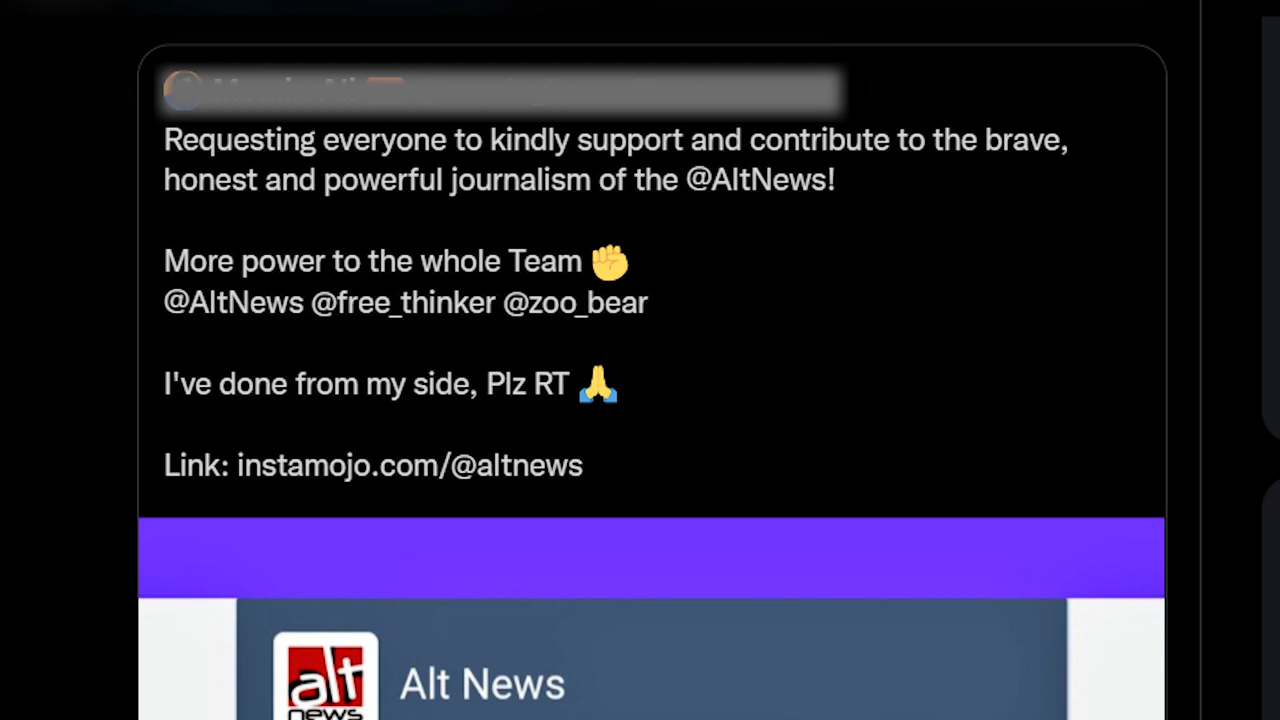 Requesting everyone to kindly support and contribute to the brave,
honest and powerful journalism of the @AltNews!
More power to the whole Team ✊
@AltNews @free_thinker @zoo_bear
I've done from my side, Plz RT 🙏
Link: instamojo.com/@altnews
alt
news
Alt News